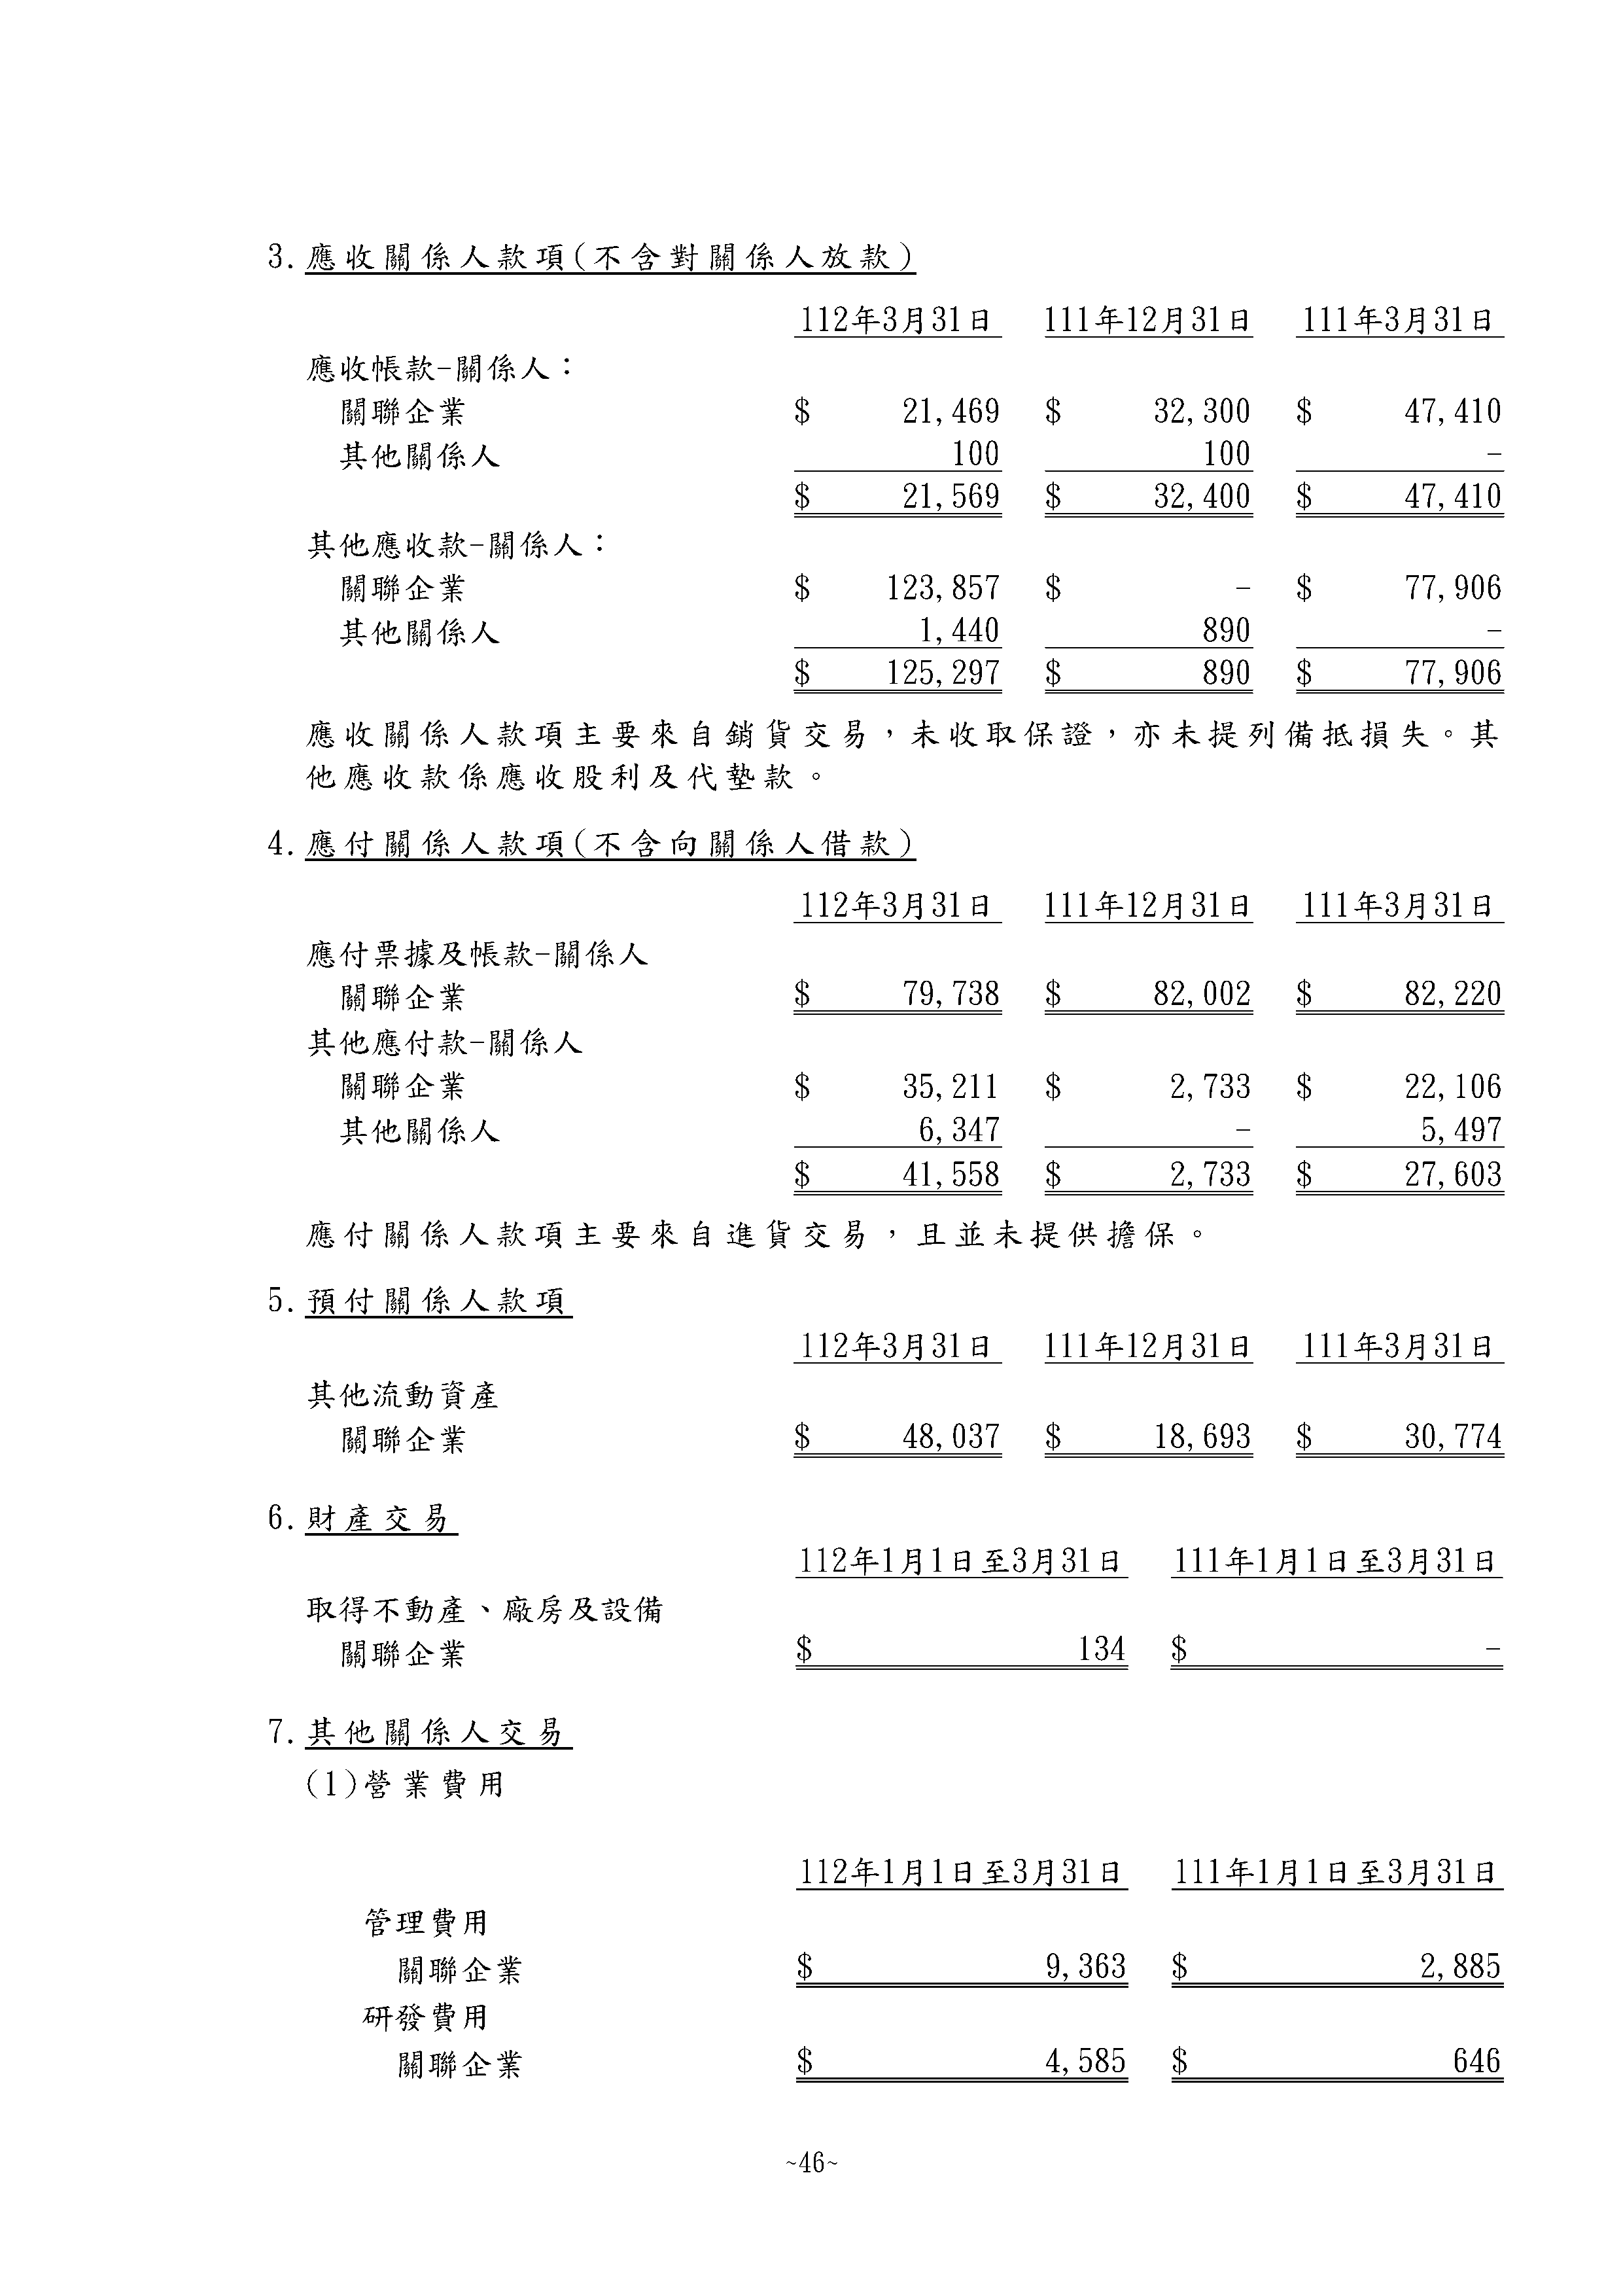 3.應收關係人款項(不含對關係人放款)
112年3月31日 111年12月31日 111年3月31日
應收帳款-關係人：
關聯企業 $ 21,469 $ 32,300 $ 47,410
其他關係人 100 100 -
$ 21,569 $ 32,400 $ 47,410
其他應收款-關係人：
關聯企業 $ 123,857 $ - $ 77,906
其他關係人 1,440 890 -
$ 125,297 $ 890 $ 77,906
應收關係人款項主要來自銷貨交易，未收取保證，亦未提列備抵損失。其
他應收款係應收股利及代墊款。
4.應付關係人款項(不含向關係人借款)
112年3月31日 111年12月31日 111年3月31日
應付票據及帳款-關係人
關聯企業 $ 79,738 $ 82,002 $ 82,220
其他應付款-關係人
關聯企業 $ 35,211 $ 2,733 $ 22,106
其他關係人 6,347 - 5,497
$ 41,558 $ 2,733 $ 27,603
應付關係人款項主要來自進貨交易，且並未提供擔保。
5.預付關係人款項
112年3月31日 111年12月31日 111年3月31日
其他流動資產
關聯企業 $ 48,037 $ 18,693 $ 30,774
6.財產交易
112年1月1日至3月31日 111年1月1日至3月31日
取得不動產、廠房及設備
關聯企業 $ 134 $ -
7.其他關係人交易
(1)營業費用
112年1月1日至3月31日 111年1月1日至3月31日
管理費用
關聯企業 $ 9,363 $ 2,885
研發費用
關聯企業 $ 4,585 $ 646
~46~